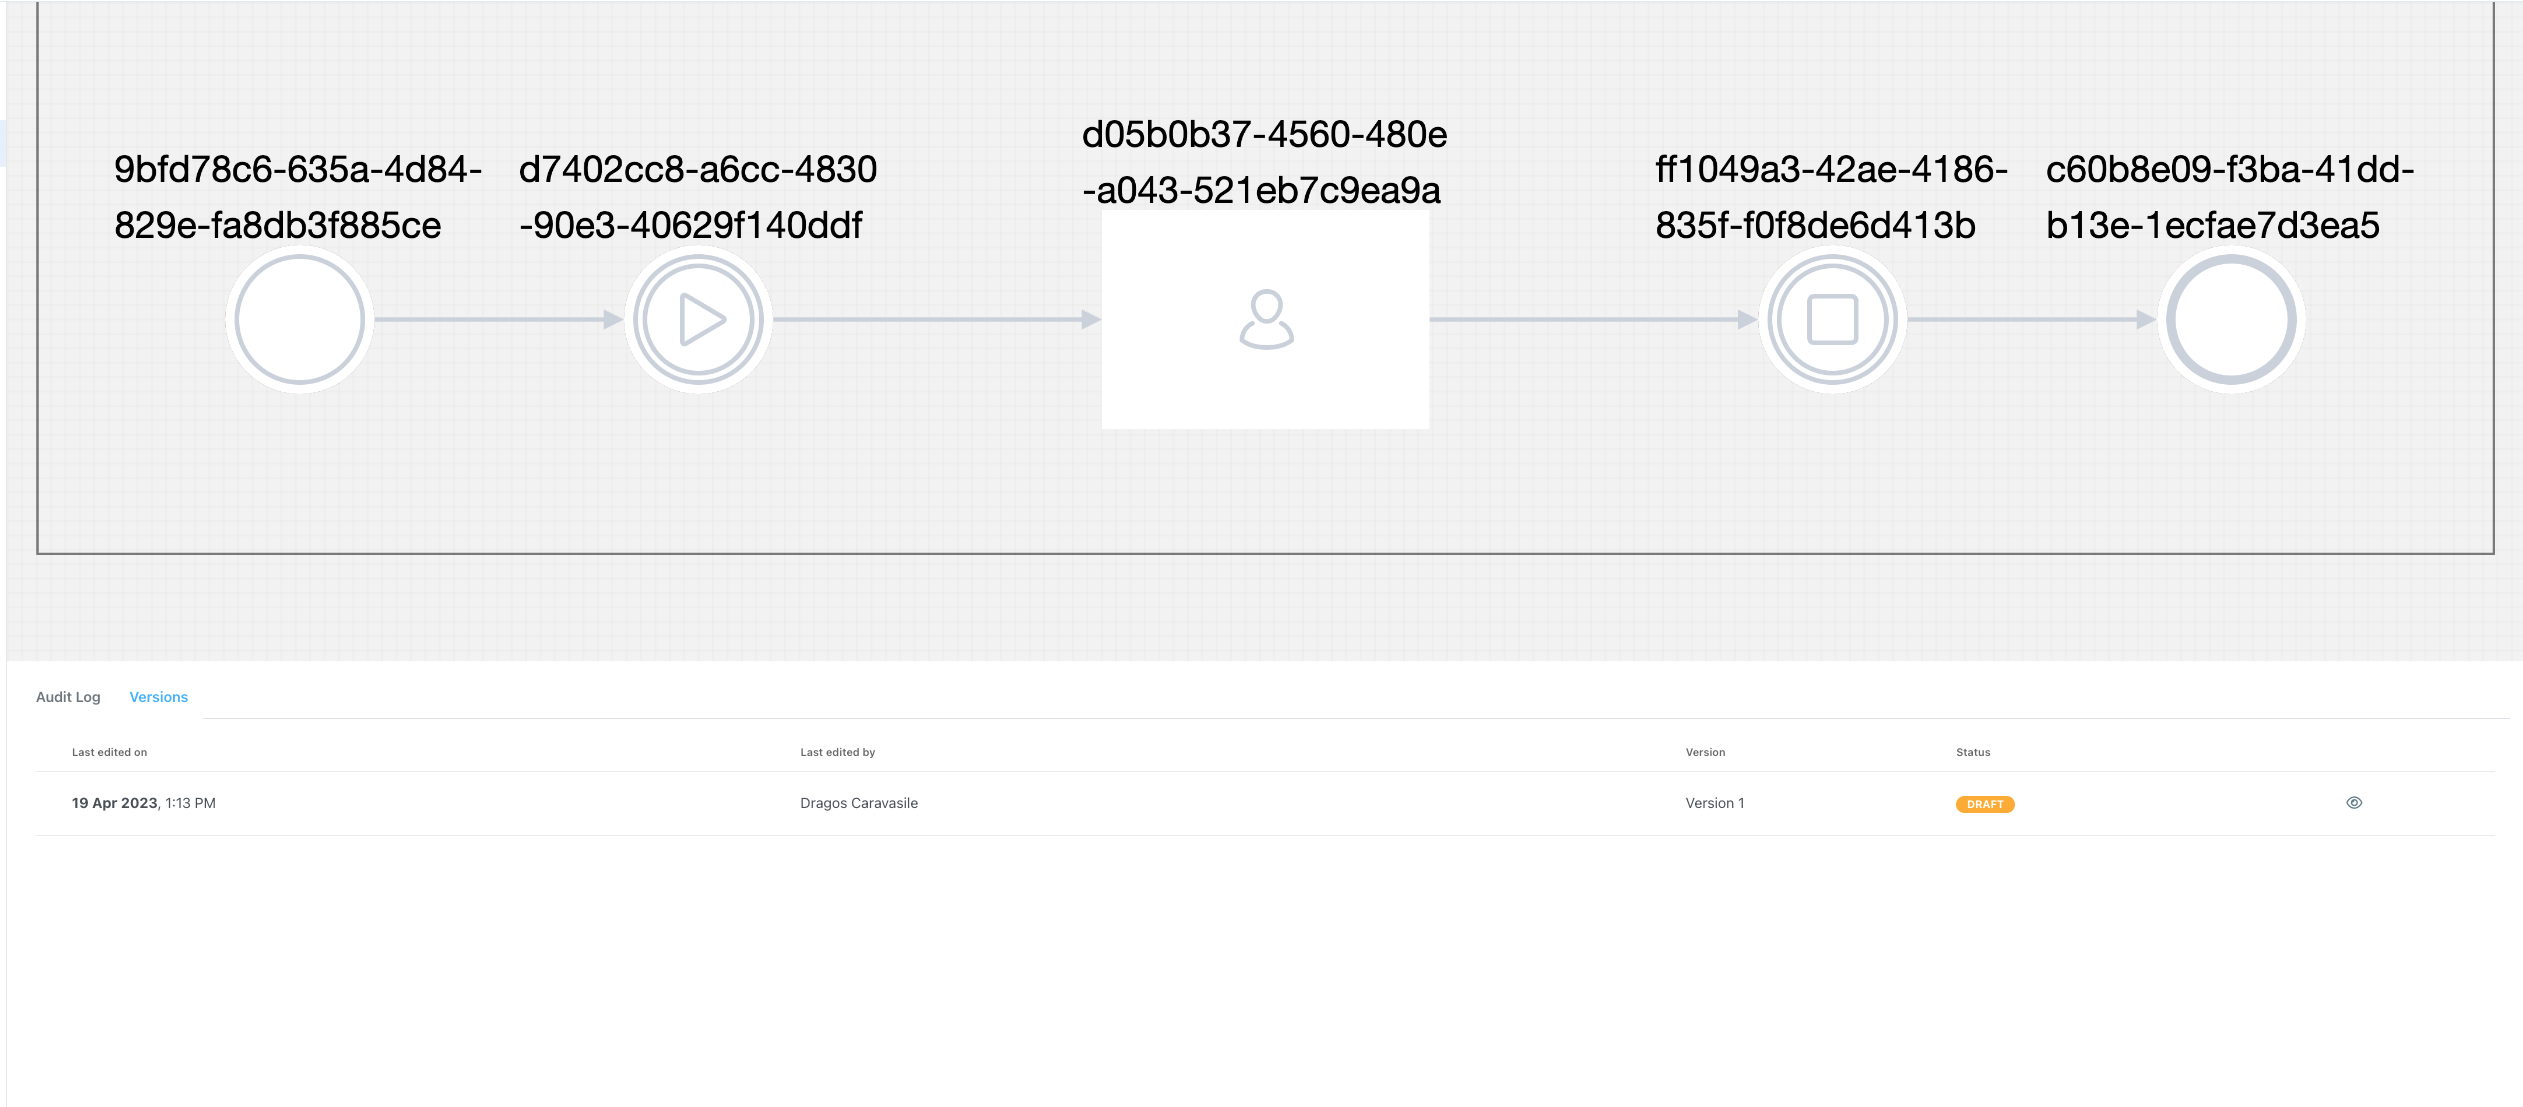 9bfd78c6-635a-4d84-
829e-fa8db3f885ce
d7402cc8-a6cc-4830
-90e3-40629f140ddf
d05b0b37-4560-480e
-a043-521eb7c9ea9a
ff1049a3-42ae-4186-
835f-f0f8de6d413b
c60b8e09-f3ba-41dd-
b13e-1ecfae7d3ea5
Audit Log Versions
Last edited on Last edited by Version Status
19 Apr 2023, 1:13 PM Dragos Caravasile Version 1 DRAFT